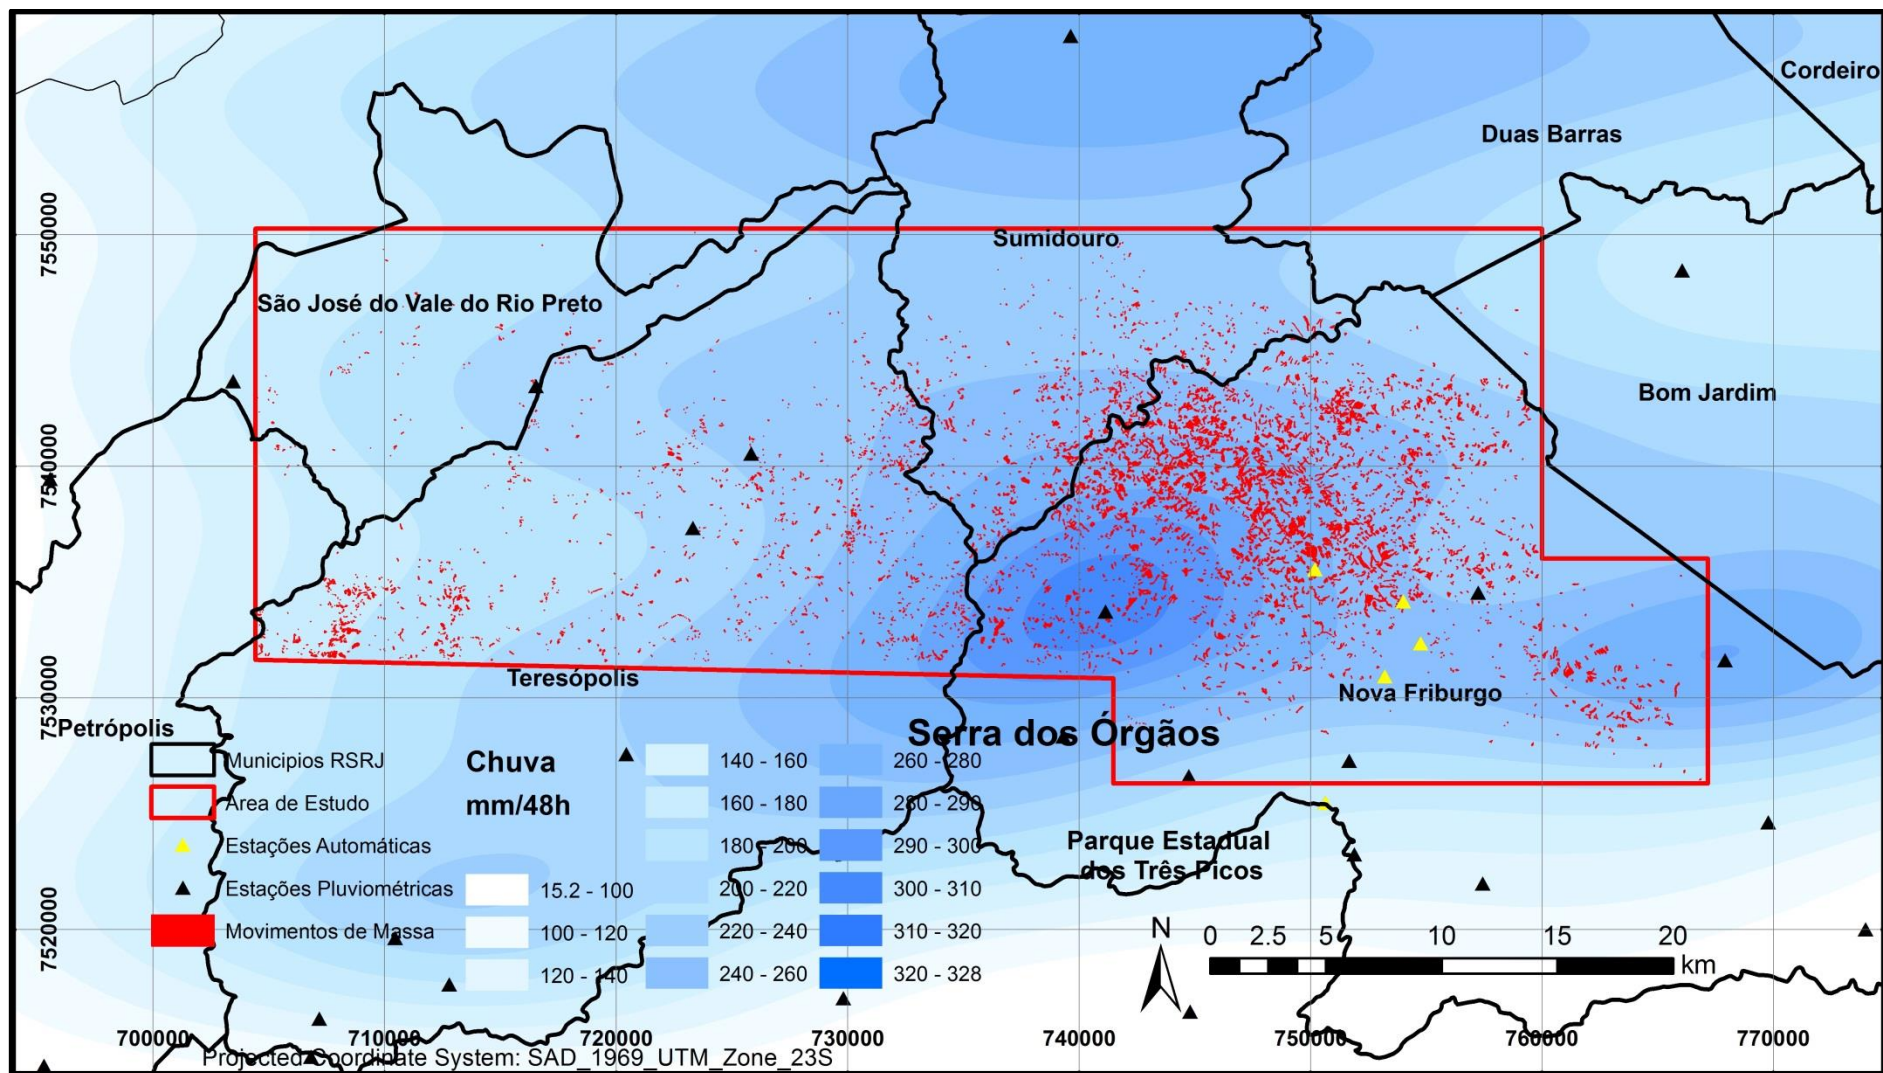 Cordeiro
Duas Barras
7550000
Sumidouro
São José do Vale do Rio Preto
Bom Jardim
7540000
Teresópolis
Nova Friburgo
7530000
Petrópolis
Serra dos Órgãos
Municipios RSRJ
Área de Estudo
Estações Automáticas
Estações Pluviométricas
Movimentos de Massa
Chuva
mm/48h
15.2 - 100
100 - 120
120 - 140
140 - 160
160 - 180
180 - 200
200 - 220
220 - 240
240 - 260
260 - 280
280 - 290
290 - 300
300 - 310
310 - 320
320 - 328
Parque Estadual
dos Três Picos
7520000
N
0 2.5 5 10 15 20
km
700000 710000 720000 730000 740000 750000 760000 770000
Projected Coordinate System: SAD_1969_UTM_Zone_23S